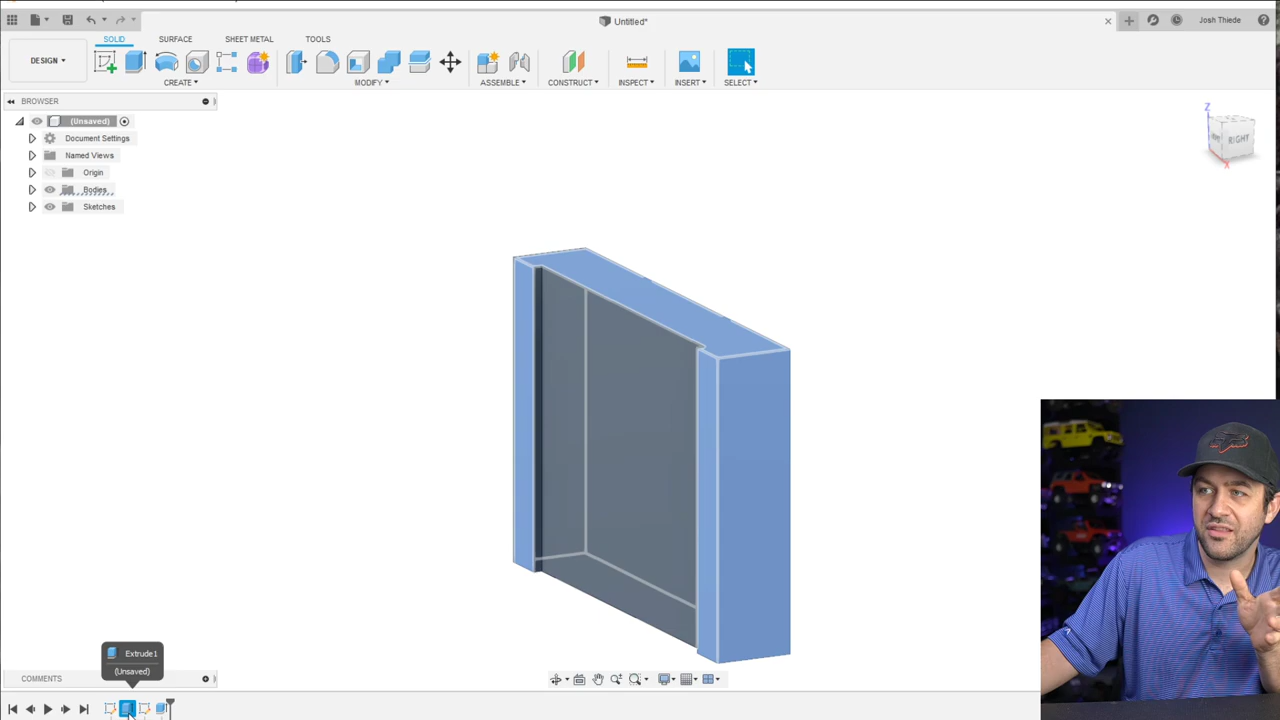 Untitled*
Josh Thiede
DESIGN
SOLID
SURFACE
SHEET METAL
TOOLS
CREATE
MODIFY
ASSEMBLE
CONSTRUCT
INSPECT
INSERT
SELECT
BROWSER
(Unsaved)
Document Settings
Named Views
Origin
Bodies
Sketches
Z
RIGHT
X
Extrude1
(Unsaved)
COMMENTS